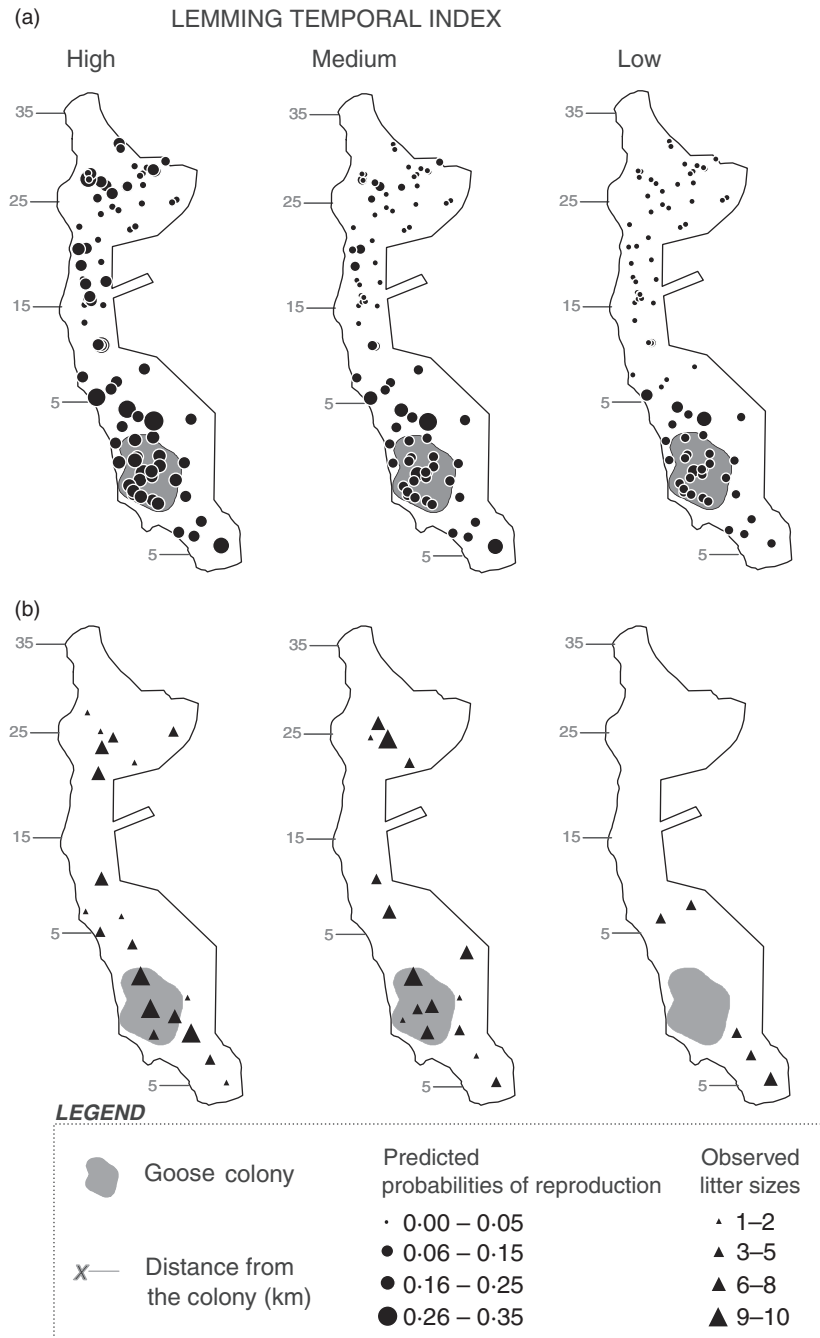 (a)
LEMMING TEMPORAL INDEX
High Medium Low
35 35 35
25 25 25
15 15 15
5 5 5
5 5 5
(b)
35 35 35
25 25 25
15 15 15
5 5 5
5 5 5
LEGEND
Goose colony
X
Distance from
the colony (km)
Predicted
probabilities of reproduction
0·00 – 0·05
0·06 – 0·15
0·16 – 0·25
0·26 – 0·35
Observed
litter sizes
1–2
3–5
6–8
9–10